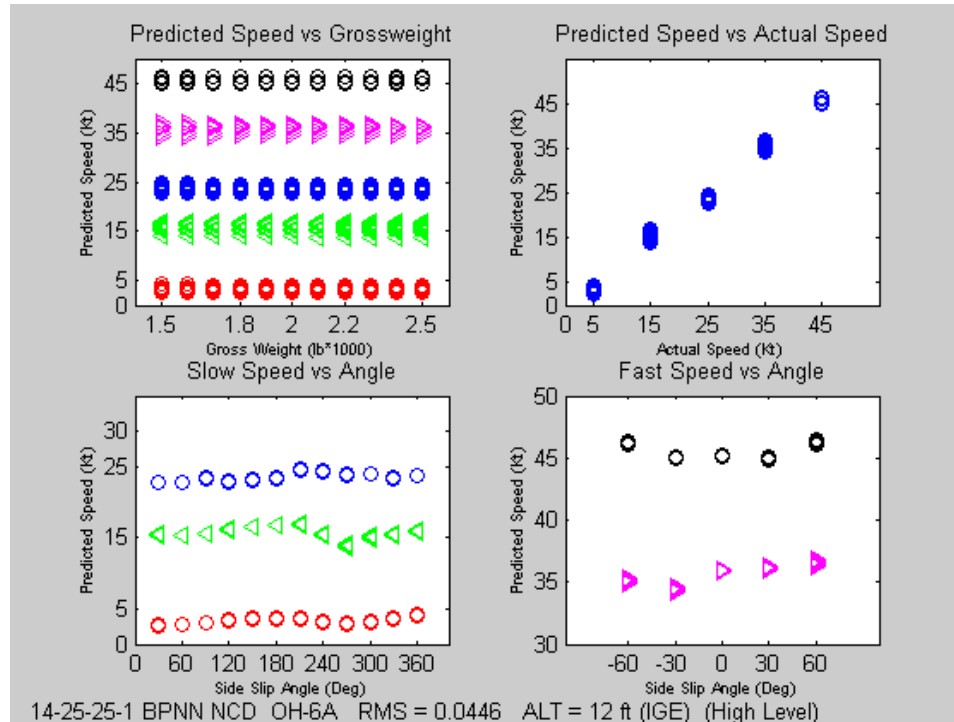 Predicted Speed vs Grossweight
Predicted Speed (Kt)
45
35
25
15
5
0
1.5 1.8 2 2.2 2.5
Gross Weight (lb*1000)
Predicted Speed vs Actual Speed
Predicted Speed (Kt)
45
35
25
15
5
0
0 5 15 25 35 45
Actual Speed (Kt)
Slow Speed vs Angle
Predicted Speed (Kt)
30
25
15
5
0
0 60 120 180 240 300 360
Side Slip Angle (Deg)
Fast Speed vs Angle
Predicted Speed (Kt)
50
45
40
35
30
-60 -30 0 30 60
Side Slip Angle (Deg)
14-25-25-1 BPNN NCD OH-6A RMS = 0.0446 ALT = 12 ft (IGE) (High Level)